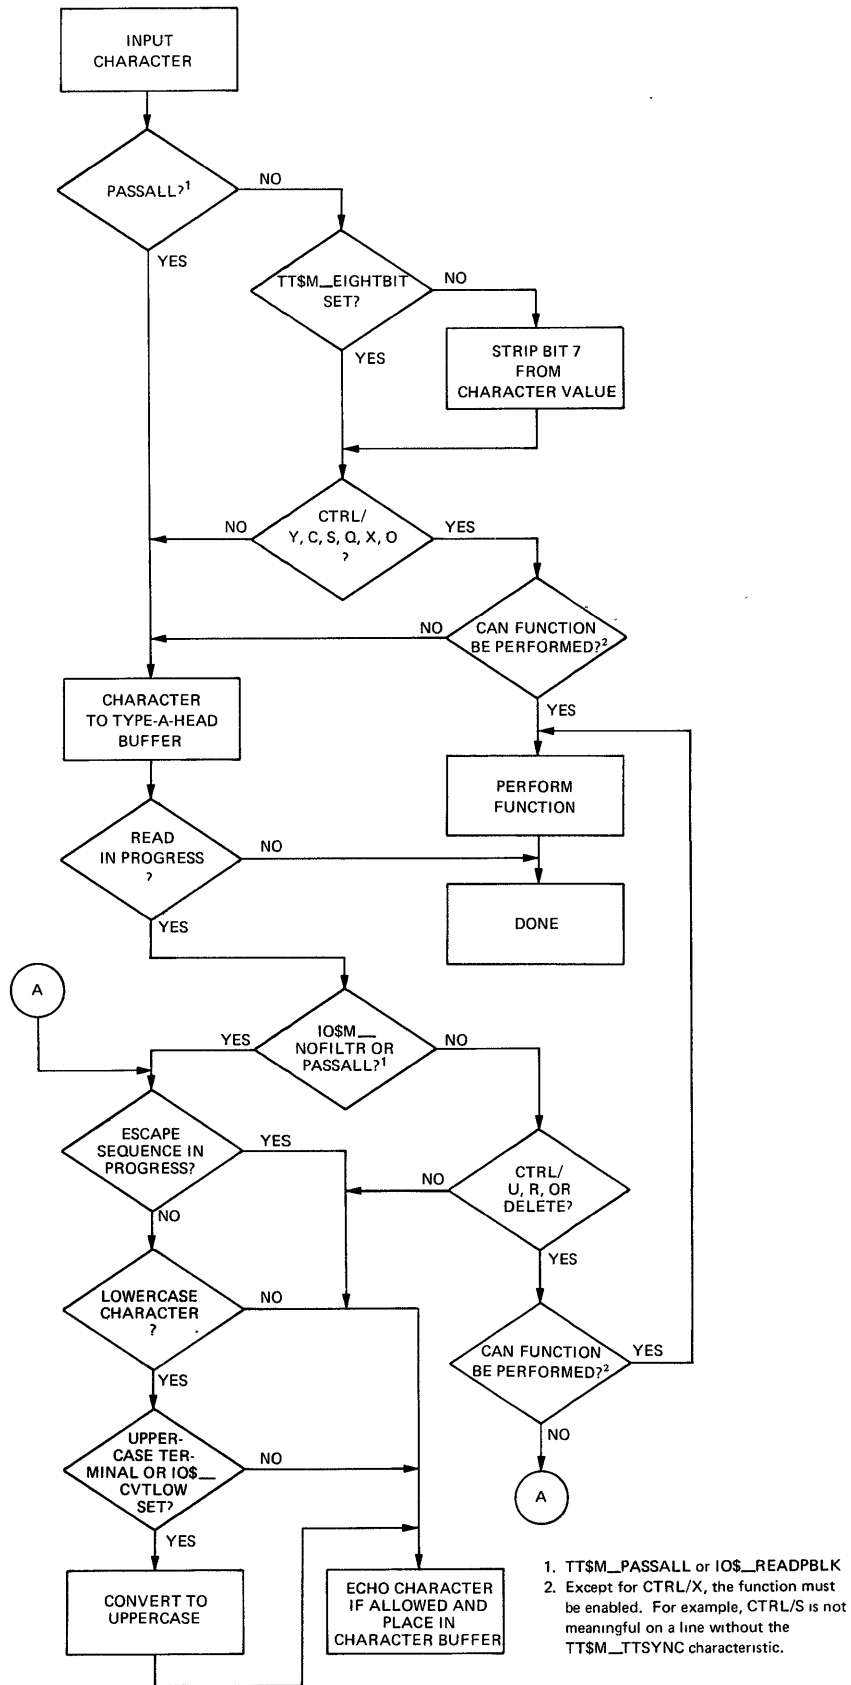 INPUT
CHARACTER
PASSALL?1
NO
YES
TT$M__EIGHTBIT
SET?
NO
YES
STRIP BIT 7
FROM
CHARACTER VALUE
CTRL/
Y, C, S, Q, X, O
?
NO
YES
CAN FUNCTION
BE PERFORMED?2
NO
YES
CHARACTER
TO TYPE-A-HEAD
BUFFER
PERFORM
FUNCTION
READ
IN PROGRESS
?
NO
YES
DONE
A
IO$M__
NOFILTR OR
PASSALL?1
YES
NO
ESCAPE
SEQUENCE IN
PROGRESS?
YES
NO
CTRL/
U, R, OR
DELETE?
NO
YES
LOWERCASE
CHARACTER
?
NO
YES
CAN FUNCTION
BE PERFORMED?2
YES
NO
A
UPPER-
CASE TER-
MINAL OR IO$__
CVTLOW
SET?
NO
YES
CONVERT TO
UPPERCASE
ECHO CHARACTER
IF ALLOWED AND
PLACE IN
CHARACTER BUFFER
1. TT$M__PASSALL or IO$__READPBLK
2. Except for CTRL/X, the function must
be enabled. For example, CTRL/S is not
meaningful on a line without the
TT$M__TTSYNC characteristic.